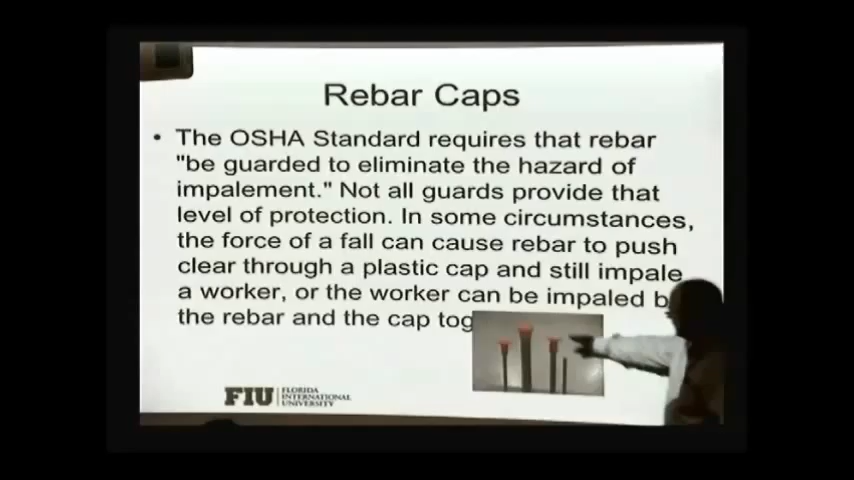 Rebar Caps
• The OSHA Standard requires that rebar
"be guarded to eliminate the hazard of
impalement." Not all guards provide that
level of protection. In some circumstances,
the force of a fall can cause rebar to push
clear through a plastic cap and still impale
a worker, or the worker can be impaled b
the rebar and the cap tog
FIU FLORIDA
INTERNATIONAL
UNIVERSITY